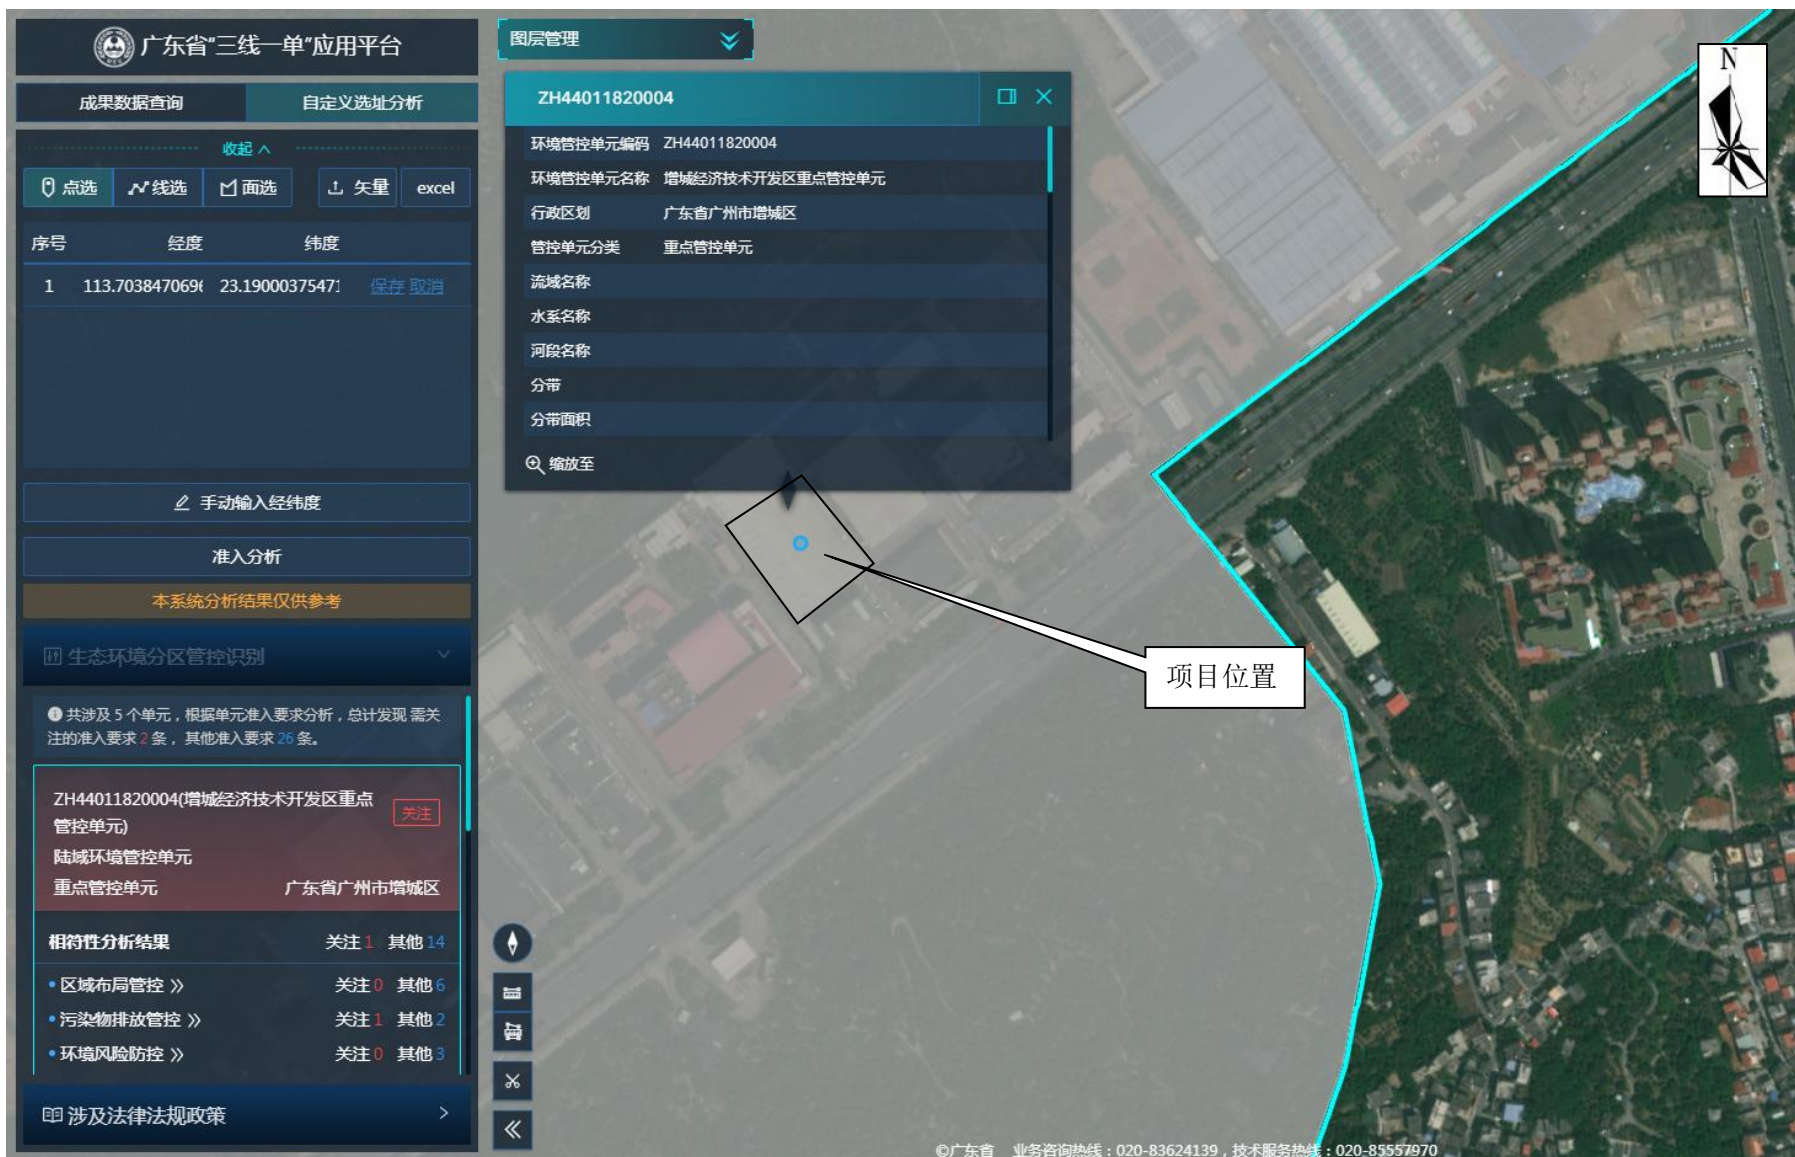 广东省“三线一单”应用平台
成果数据查询 自定义选址分析
收起
点选 线选 面选 矢量 excel
序号 经度 纬度
1 113.7038470696 23.1900037547 保存 取消
手动输入经纬度
准入分析
本系统分析结果仅供参考
生态环境分区管控识别
共涉及 5 个单元，根据单元准入要求分析，总计发现 需关
注的准入要求 2 条， 其他准入要求 26 条。
ZH44011820004(增城经济技术开发区重点
管控单元)
关注
陆域环境管控单元
重点管控单元 广东省广州市增城区
相符性分析结果 关注 1 其他 14
• 区域布局管控 关注 0 其他 6
• 污染物排放管控 关注 1 其他 2
• 环境风险防控 关注 0 其他 3
涉及法律法规政策
图层管理
ZH44011820004
环境管控单元编码 ZH44011820004
环境管控单元名称 增城经济技术开发区重点管控单元
行政区划 广东省广州市增城区
管控单元分类 重点管控单元
流域名称
水系名称
河段名称
分带
分带面积
缩放至
N
项目位置
©广东省 业务咨询热线：020-83624139，技术服务热线：020-85557970